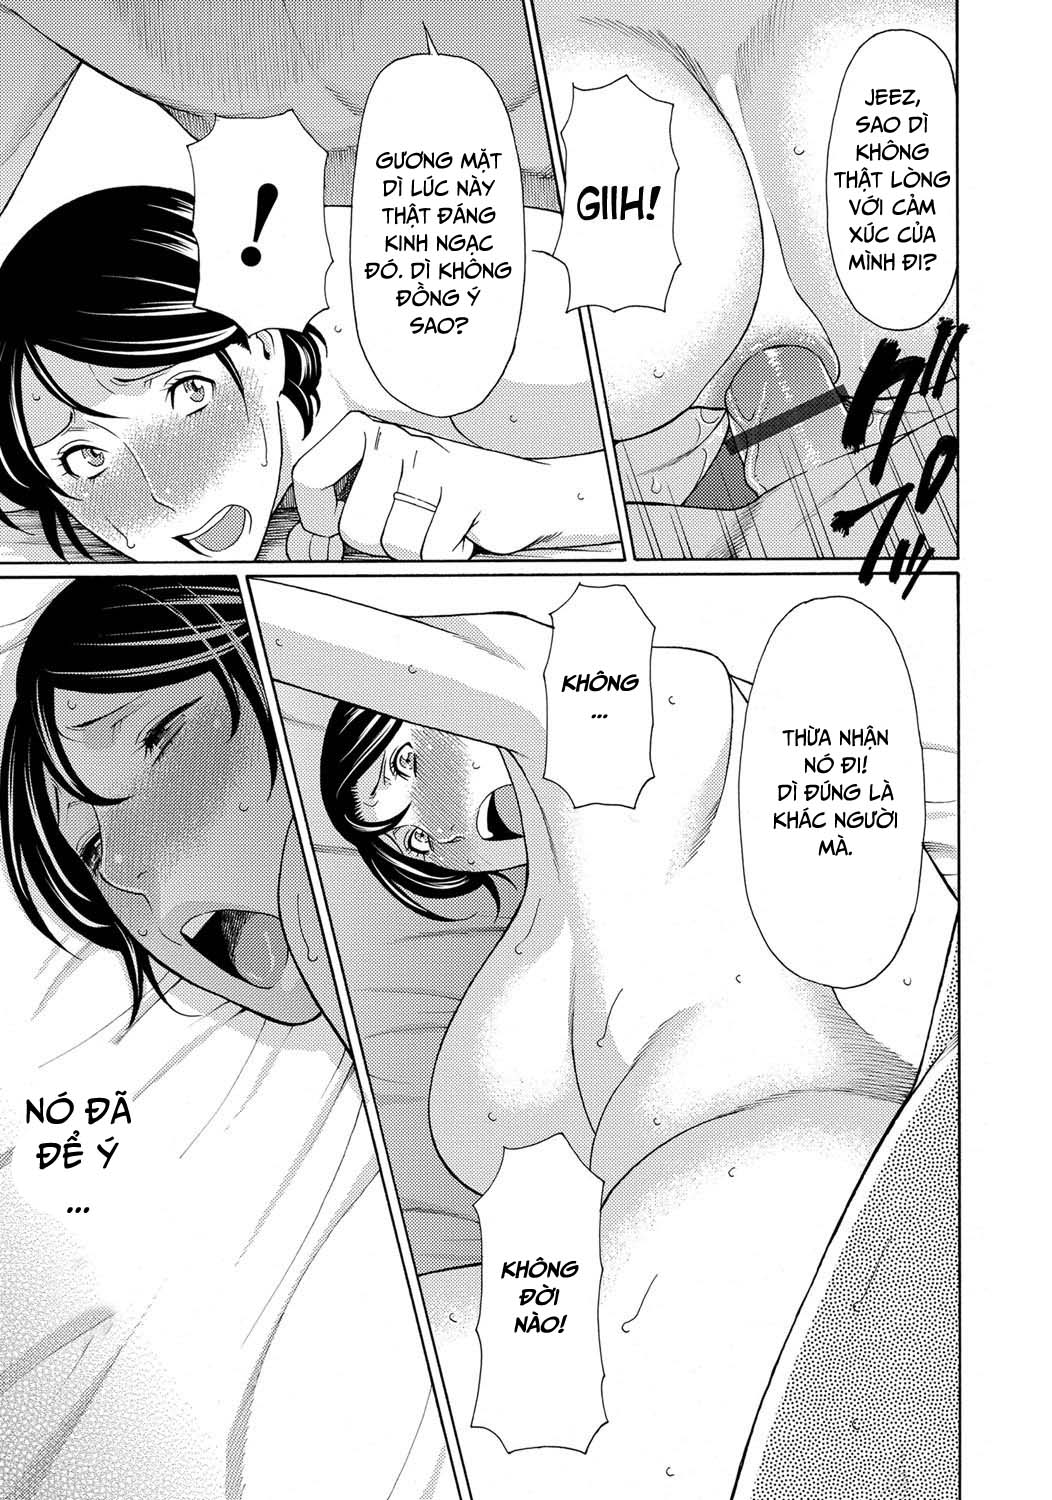 JEEZ,
SAO DÌ
KHÔNG
THẬT LÒNG
VỚI CẢM
XÚC CỦA
MÌNH ĐI?
GIIH!
GƯƠNG MẶT
DÌ LÚC NÀY
THẬT ĐÁNG
KINH NGẠC
ĐÓ. DÌ KHÔNG
ĐỒNG Ý
SAO?
!
THỪA NHẬN
NÓ ĐI!
DÌ ĐÚNG LÀ
KHÁC NGƯỜI
MÀ.
KHÔNG
...
KHÔNG
ĐỜI
NÀO!
NÓ ĐÃ
ĐỂ Ý
...